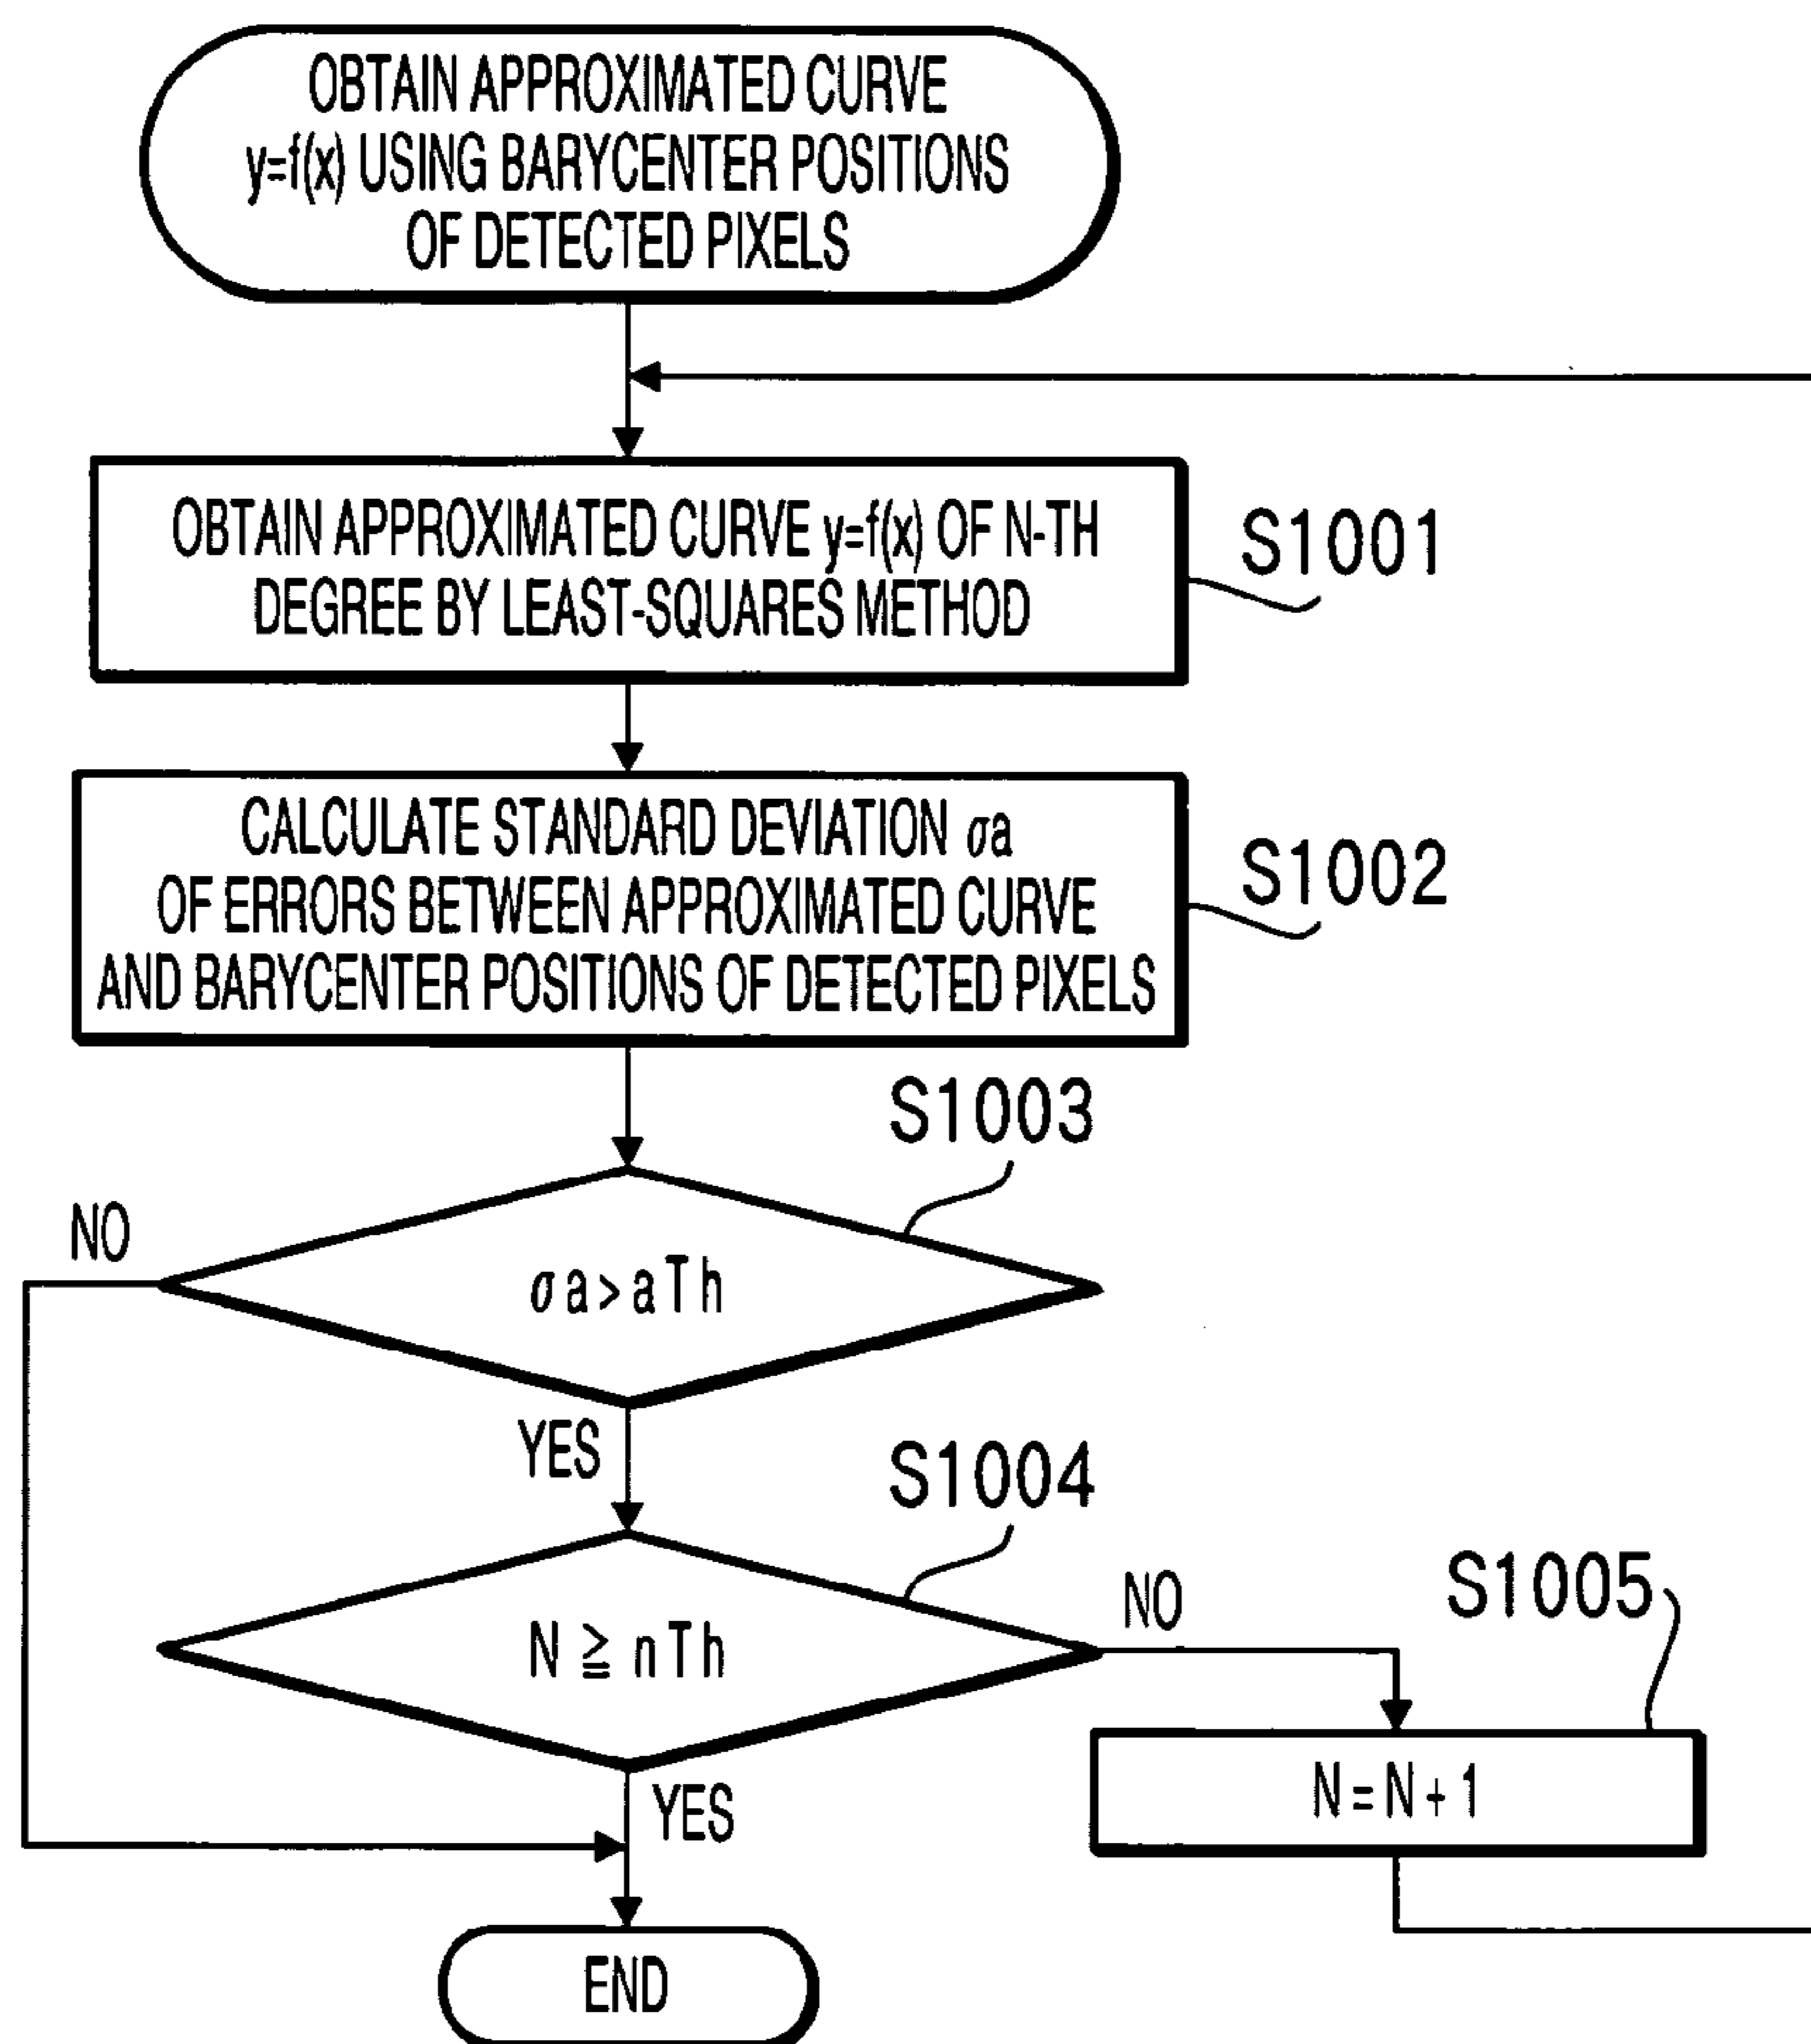 OBTAIN APPROXIMATED CURVE
y=f(x) USING BARYCENTER POSITIONS
OF DETECTED PIXELS
OBTAIN APPROXIMATED CURVE y=f(x) OF N-TH
DEGREE BY LEAST-SQUARES METHOD
S1001
CALCULATE STANDARD DEVIATION σa
OF ERRORS BETWEEN APPROXIMATED CURVE
AND BARYCENTER POSITIONS OF DETECTED PIXELS
S1002
S1003
NO
σa>aTh
YES
S1004
N ≧ nTh
NO
S1005
N=N+1
YES
END